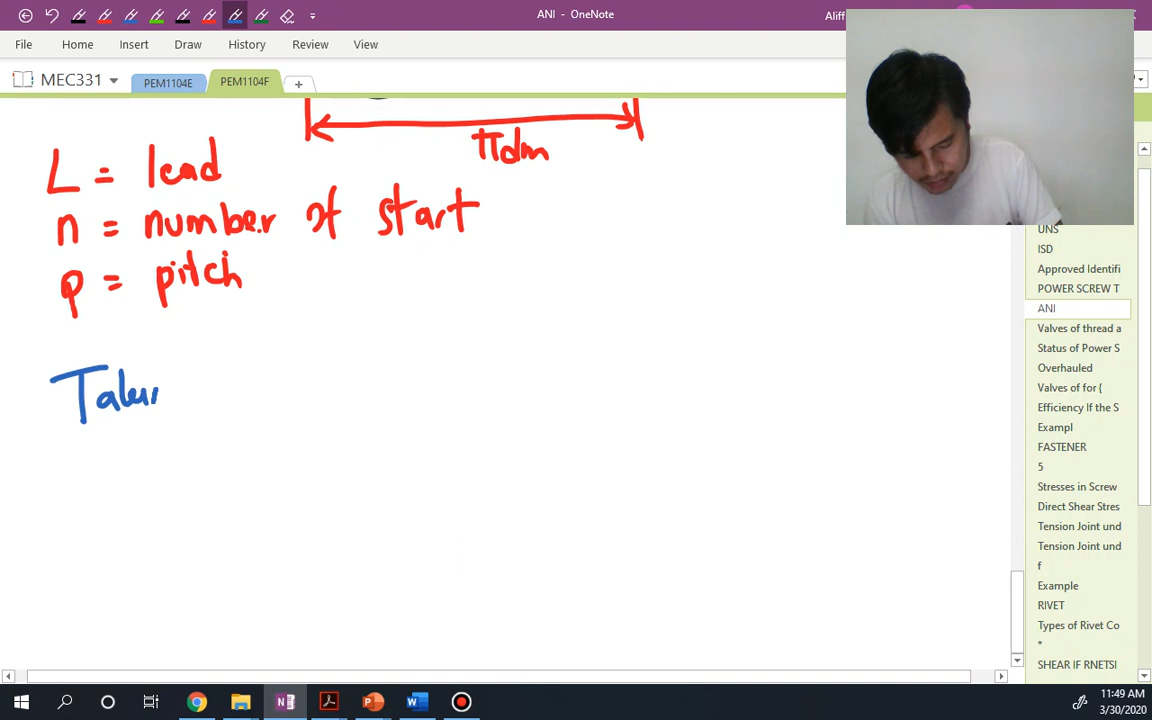 ANI - OneNote
Aliff
File Home Insert Draw History Review View
MEC331 PEM1104E PEM1104F +
πdm
L = lead
n = number of start
p = pitch
UNS
ISD
Approved Identifi
POWER SCREW T
ANI
Valves of thread a
Status of Power S
Overhauled
Valves of for {
Efficiency If the S
Exampl
FASTENER
5
Stresses in Screw
Direct Shear Stres
Tension Joint und
Tension Joint und
f
Example
RIVET
Types of Rivet Co
*
SHEAR IF RNETSI
11:49 AM
3/30/2020